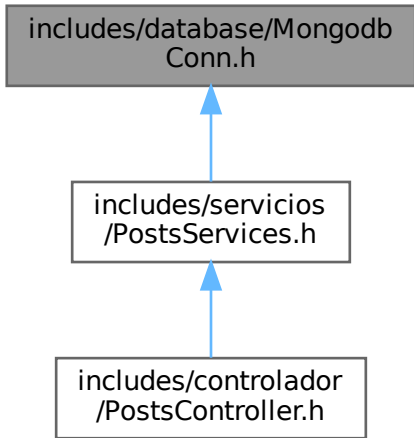 includes/database/Mongodb
Conn.h
includes/servicios
/PostsServices.h
includes/controlador
/PostsController.h